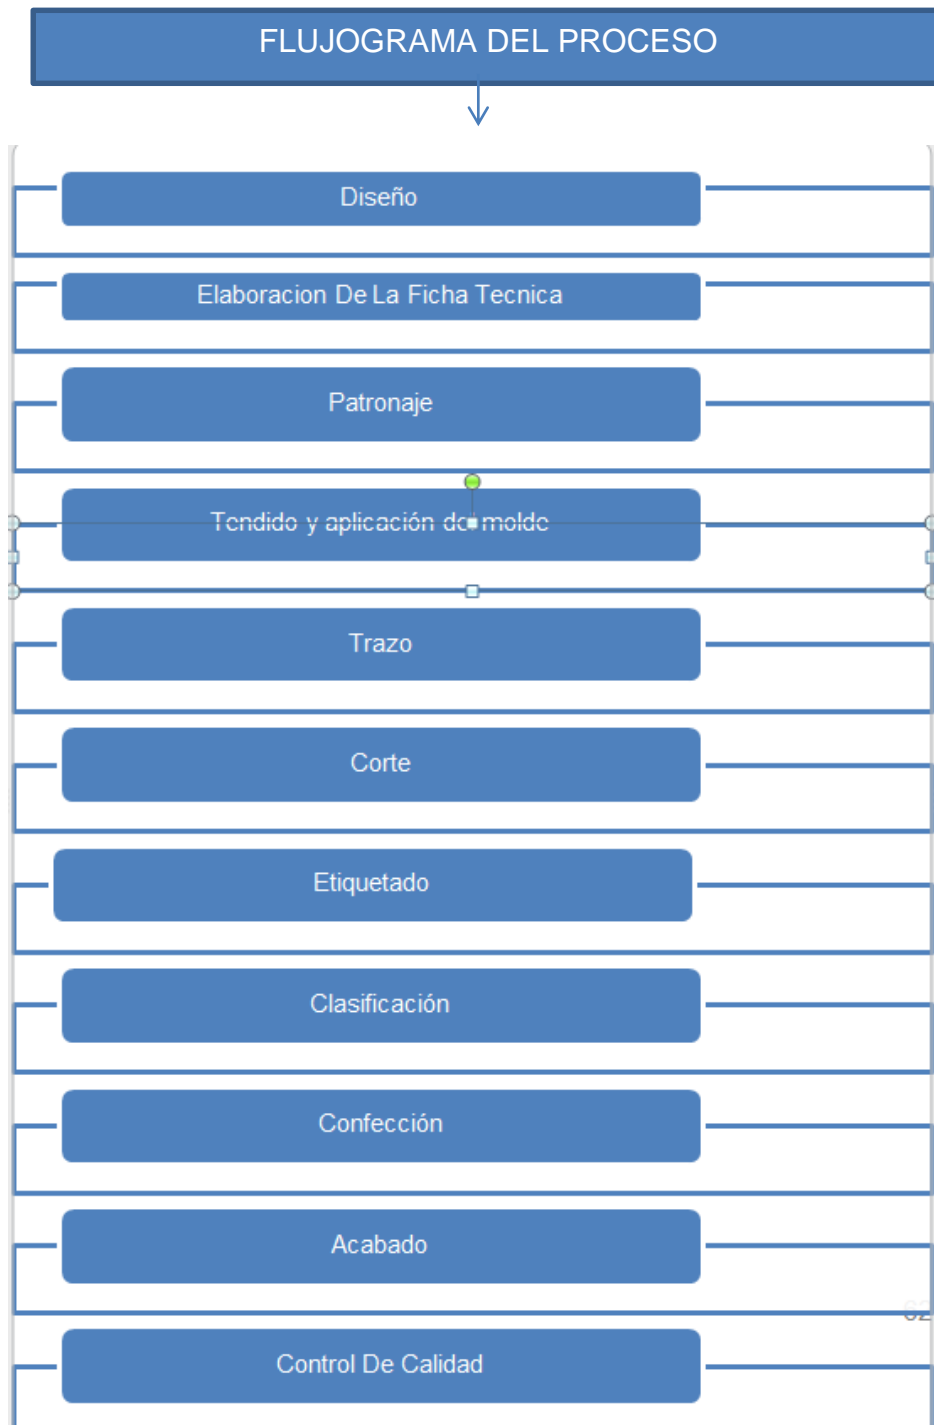 FLUJOGRAMA DEL PROCESO
Diseño
Elaboracion De La Ficha Tecnica
Patronaje
Tendido y aplicación de molde
Trazo
Corte
Etiquetado
Clasificación
Confección
Acabado
62
Control De Calidad